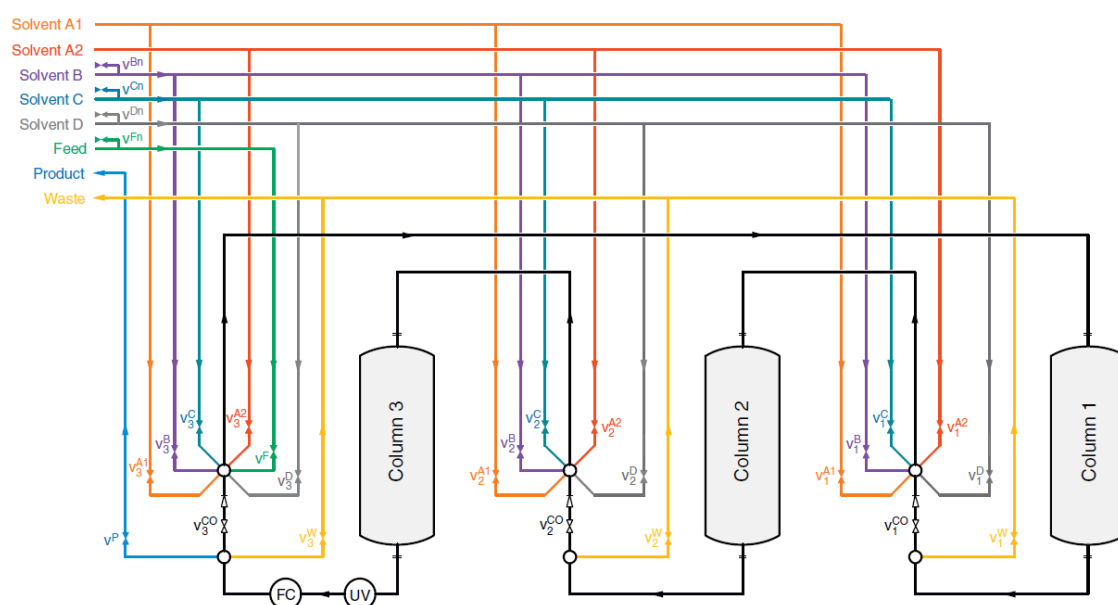 Solvent A1
Solvent A2
v^Bn
Solvent B
v^Cn
Solvent C
v^Dn
Solvent D
v^Fn
Feed
Product
Waste
v_3^C
v_3^A2
v_2^C
v_2^A2
v_1^C
v_1^A2
v_3^B
v^F
v_2^B
v_1^B
v_3^A1
v_3^D
v_2^A1
v_2^D
v_1^A1
v_1^D
Column 3
Column 2
Column 1
v_3^CO
v_2^CO
v_1^CO
v^P
v_3^W
v_2^W
v_1^W
FC
UV